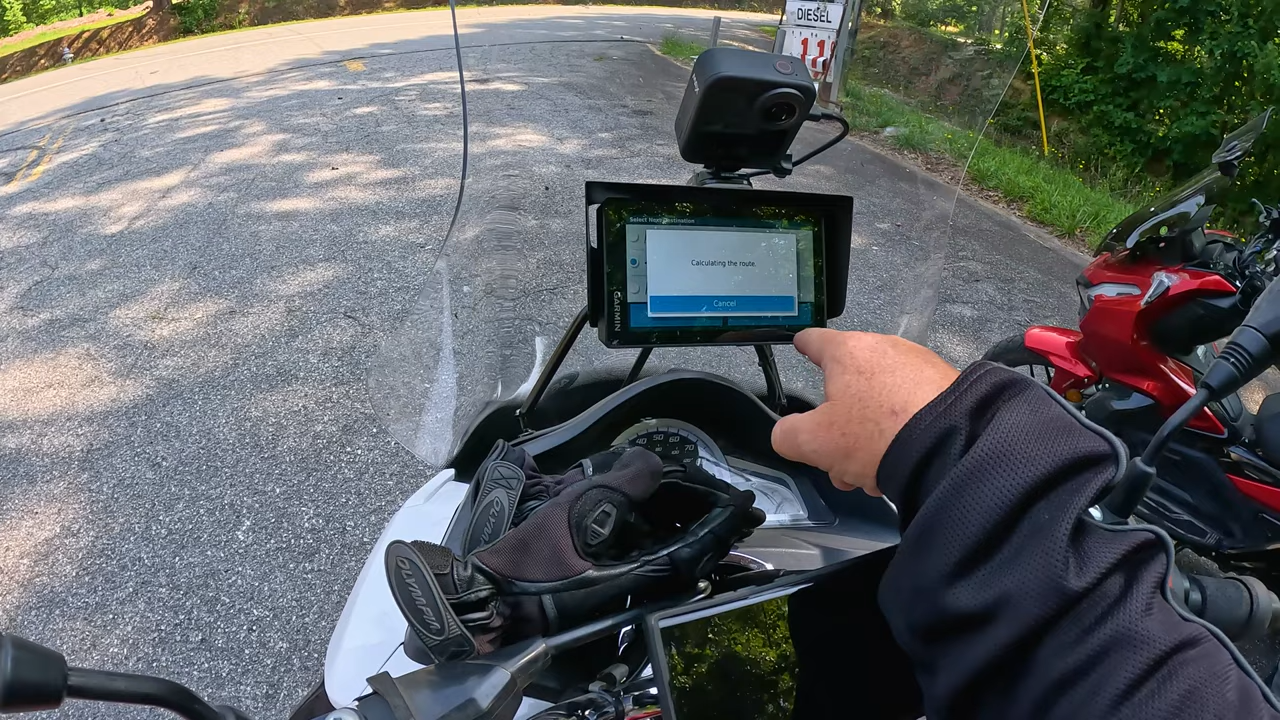 DIESEL
Select Next Destination
Calculating the route.
Cancel
GARMIN
40 50 60 70
OLYMPIA
OLYMPIA